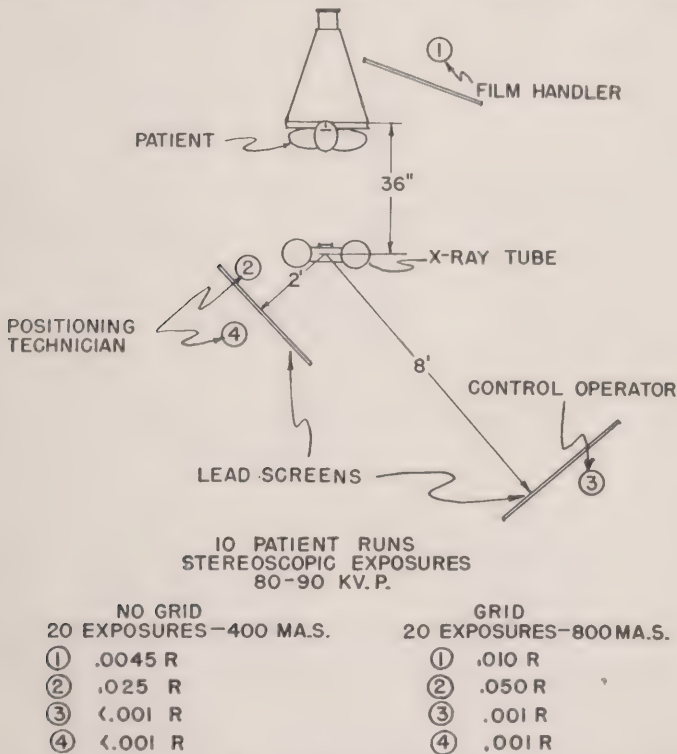 ①
FILM HANDLER
PATIENT
36"
X-RAY TUBE
②
2'
POSITIONING
TECHNICIAN
④
8'
CONTROL OPERATOR
③
LEAD SCREENS
10 PATIENT RUNS
STEREOSCOPIC EXPOSURES
80-90 KV.P.
NO GRID
20 EXPOSURES-400 MA.S.
① .0045 R
② .025 R
③ <.001 R
④ <.001 R
GRID
20 EXPOSURES-800 MA.S.
① .010 R
② .050 R
③ .001 R
④ .001 R